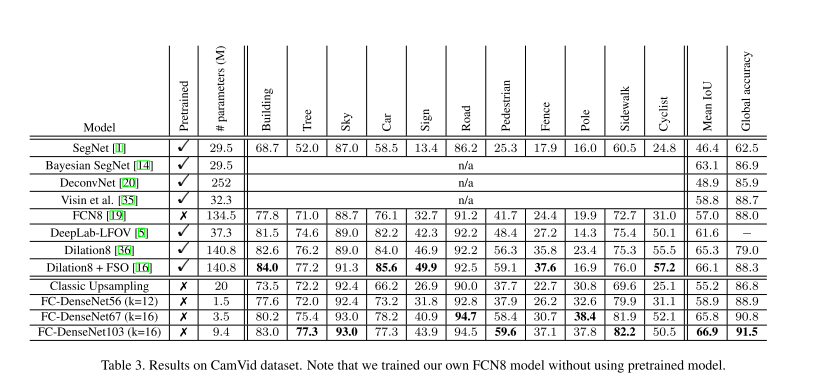 Model Pretrained # parameters (M) Building Tree Sky Car Sign Road Pedestrian Fence Pole Sidewalk Cyclist Mean IoU Global accuracy
SegNet [1] ✓ 29.5 68.7 52.0 87.0 58.5 13.4 86.2 25.3 17.9 16.0 60.5 24.8 46.4 62.5
Bayesian SegNet [14] ✓ 29.5 n/a 63.1 86.9
DeconvNet [20] ✓ 252 n/a 48.9 85.9
Visin et al. [35] ✓ 32.3 n/a 58.8 88.7
FCN8 [19] ✗ 134.5 77.8 71.0 88.7 76.1 32.7 91.2 41.7 24.4 19.9 72.7 31.0 57.0 88.0
DeepLab-LFOV [5] ✓ 37.3 81.5 74.6 89.0 82.2 42.3 92.2 48.4 27.2 14.3 75.4 50.1 61.6 −
Dilation8 [36] ✓ 140.8 82.6 76.2 89.0 84.0 46.9 92.2 56.3 35.8 23.4 75.3 55.5 65.3 79.0
Dilation8 + FSO [16] ✓ 140.8 84.0 77.2 91.3 85.6 49.9 92.5 59.1 37.6 16.9 76.0 57.2 66.1 88.3
Classic Upsampling ✗ 20 73.5 72.2 92.4 66.2 26.9 90.0 37.7 22.7 30.8 69.6 25.1 55.2 86.8
FC-DenseNet56 (k=12) ✗ 1.5 77.6 72.0 92.4 73.2 31.8 92.8 37.9 26.2 32.6 79.9 31.1 58.9 88.9
FC-DenseNet67 (k=16) ✗ 3.5 80.2 75.4 93.0 78.2 40.9 94.7 58.4 30.7 38.4 81.9 52.1 65.8 90.8
FC-DenseNet103 (k=16) ✗ 9.4 83.0 77.3 93.0 77.3 43.9 94.5 59.6 37.1 37.8 82.2 50.5 66.9 91.5
Table 3. Results on CamVid dataset. Note that we trained our own FCN8 model without using pretrained model.